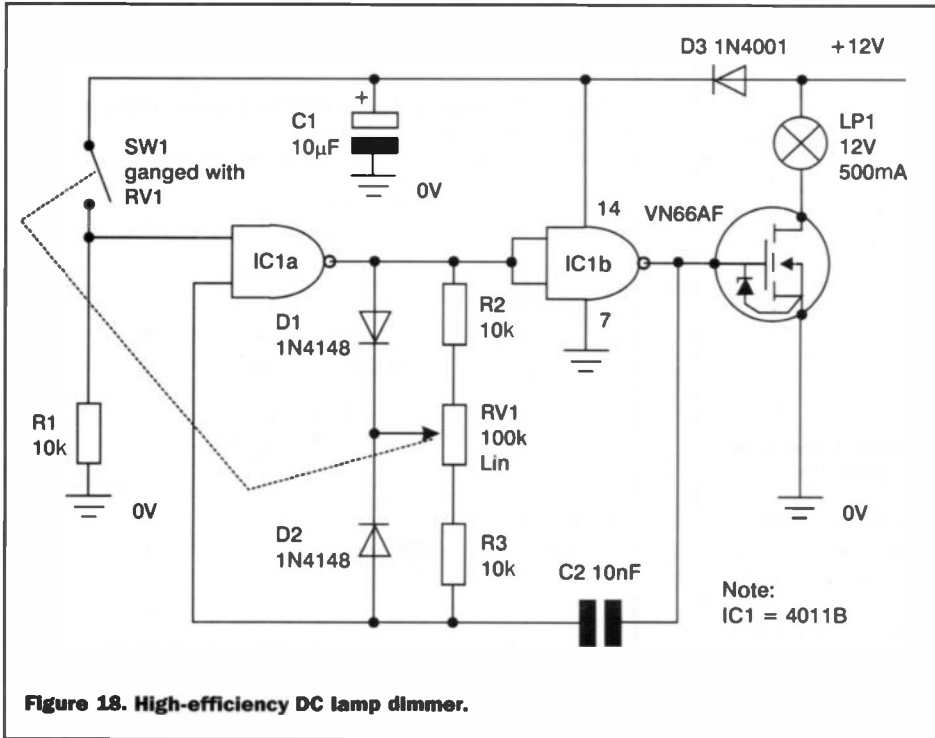 D3 1N4001
+12V
+
C1
10µF
0V
LP1
12V
500mA
SW1
ganged with
RV1
14
VN66AF
IC1a
IC1b
7
D1
1N4148
R2
10k
RV1
100k
Lin
R1
10k
0V
D2
1N4148
R3
10k
C2 10nF
0V
Note:
IC1 = 4011B
Figure 18. High-efficiency DC lamp dimmer.